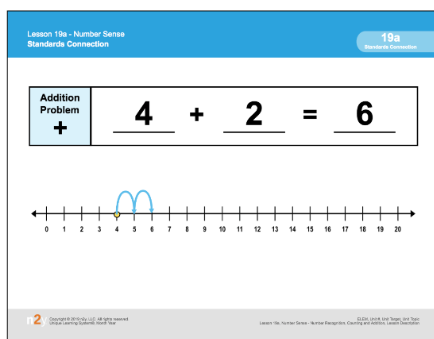 Lesson 19a - Number Sense
Standards Connection
19a
Standards Connection
Addition
Problem
+
4 + 2 = 6
0 1 2 3 4 5 6 7 8 9 10 11 12 13 14 15 16 17 18 19 20
n2y